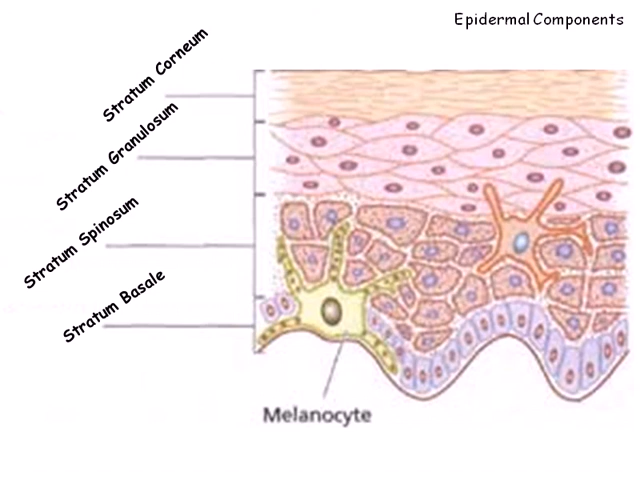 Epidermal Components
Stratum Corneum
Stratum Granulosum
Stratum Spinosum
Stratum Basale
Melanocyte